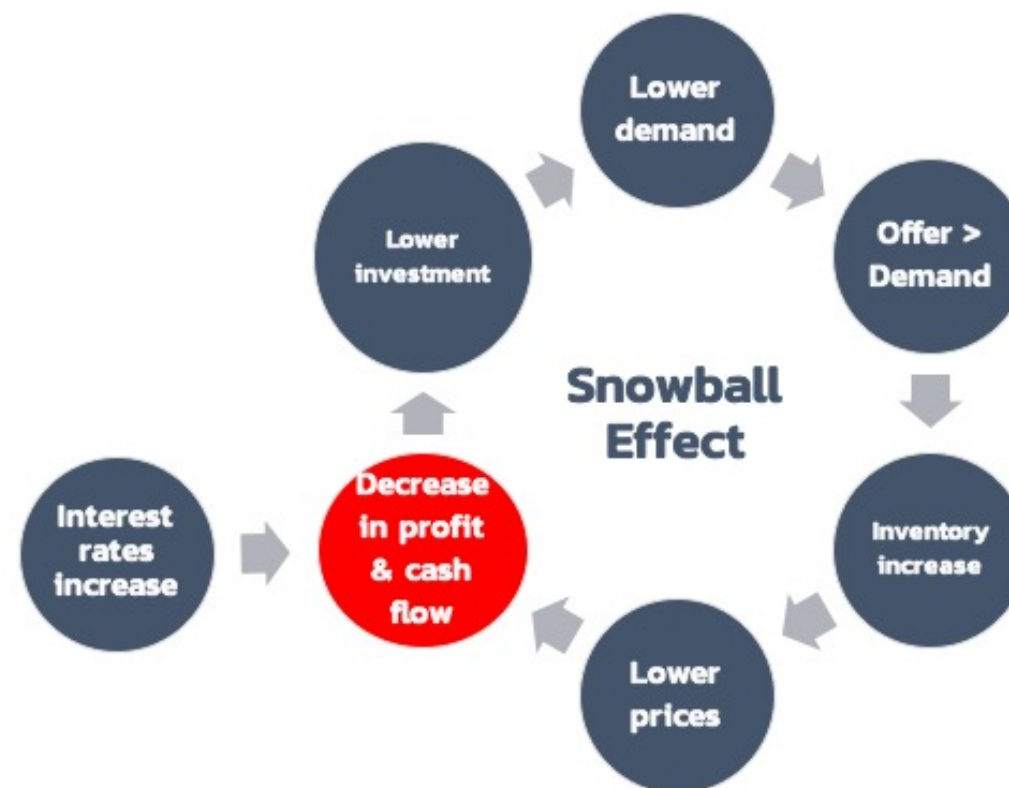 Lower
demand
Offer >
Demand
Lower
investment
Snowball
Effect
Decrease
in profit
& cash
flow
Interest
rates
increase
Inventory
increase
Lower
prices